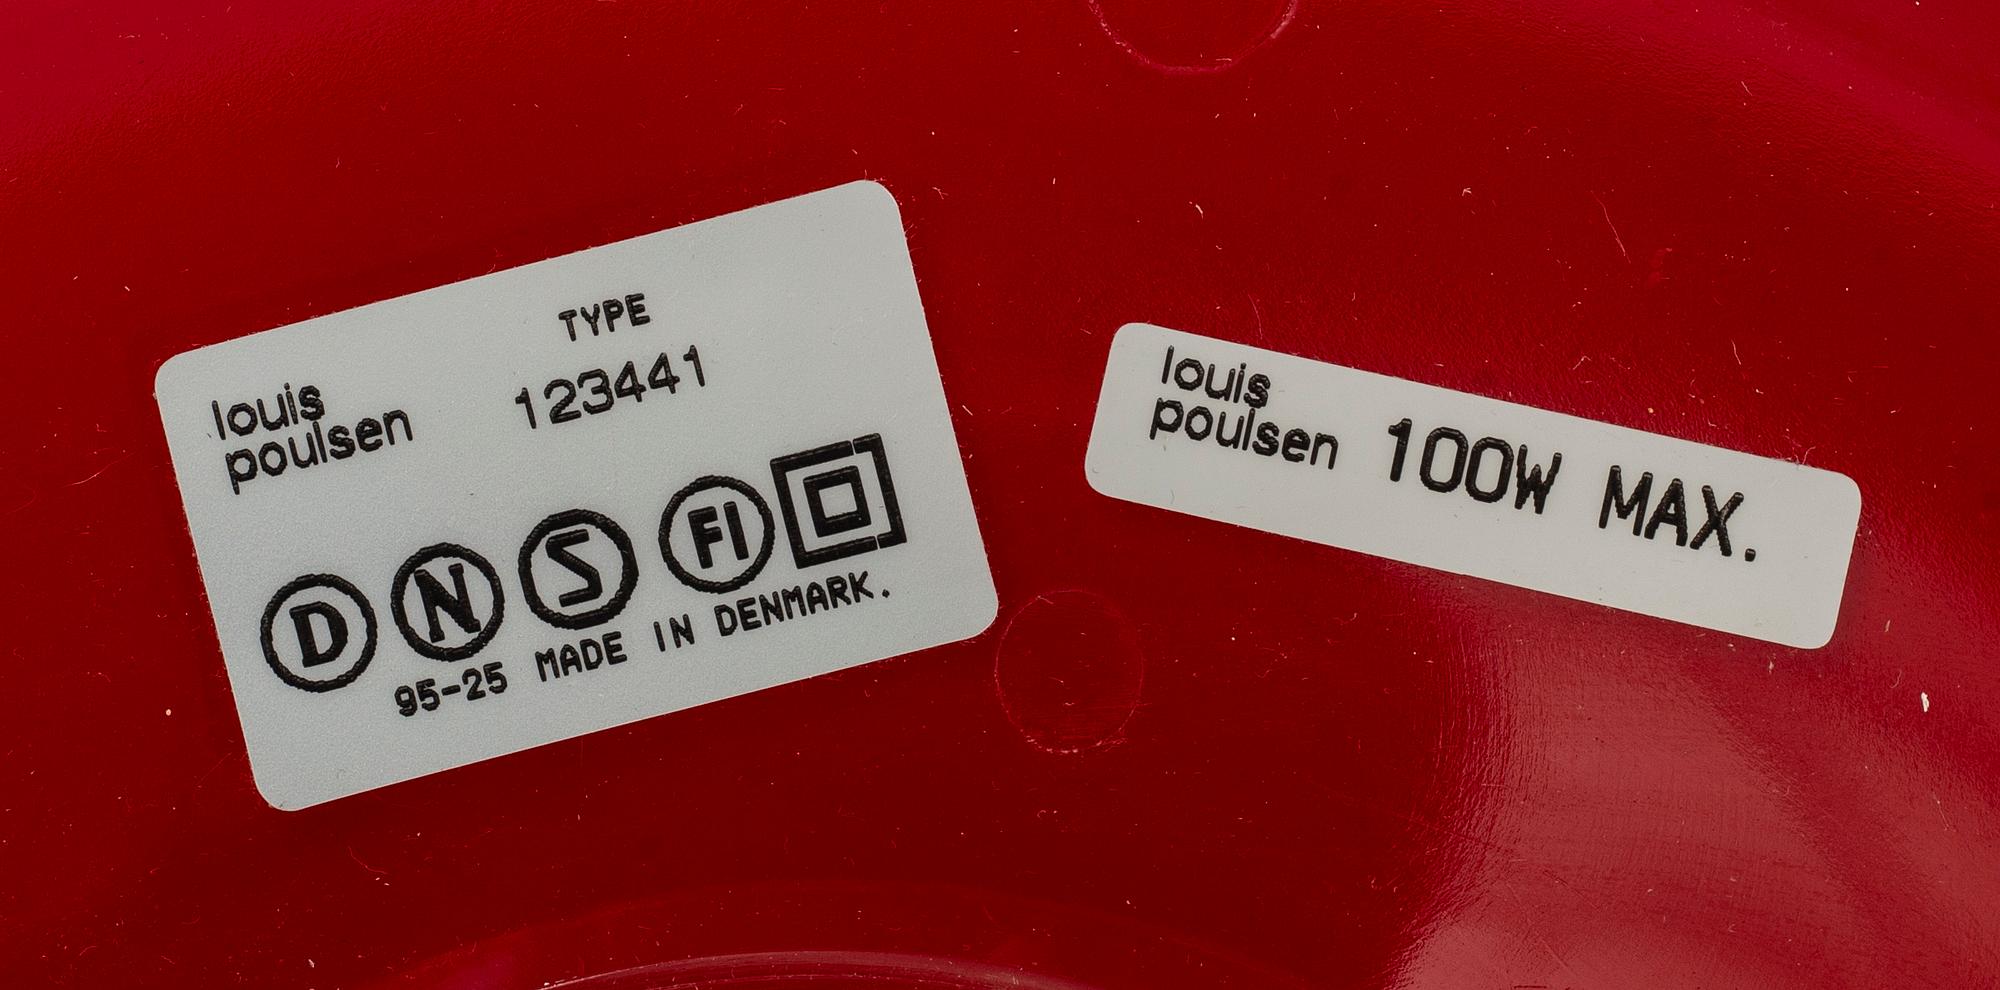 TYPE
louis
poulsen
123441
D N S FI
95-25 MADE IN DENMARK.
louis
poulsen
100W MAX.